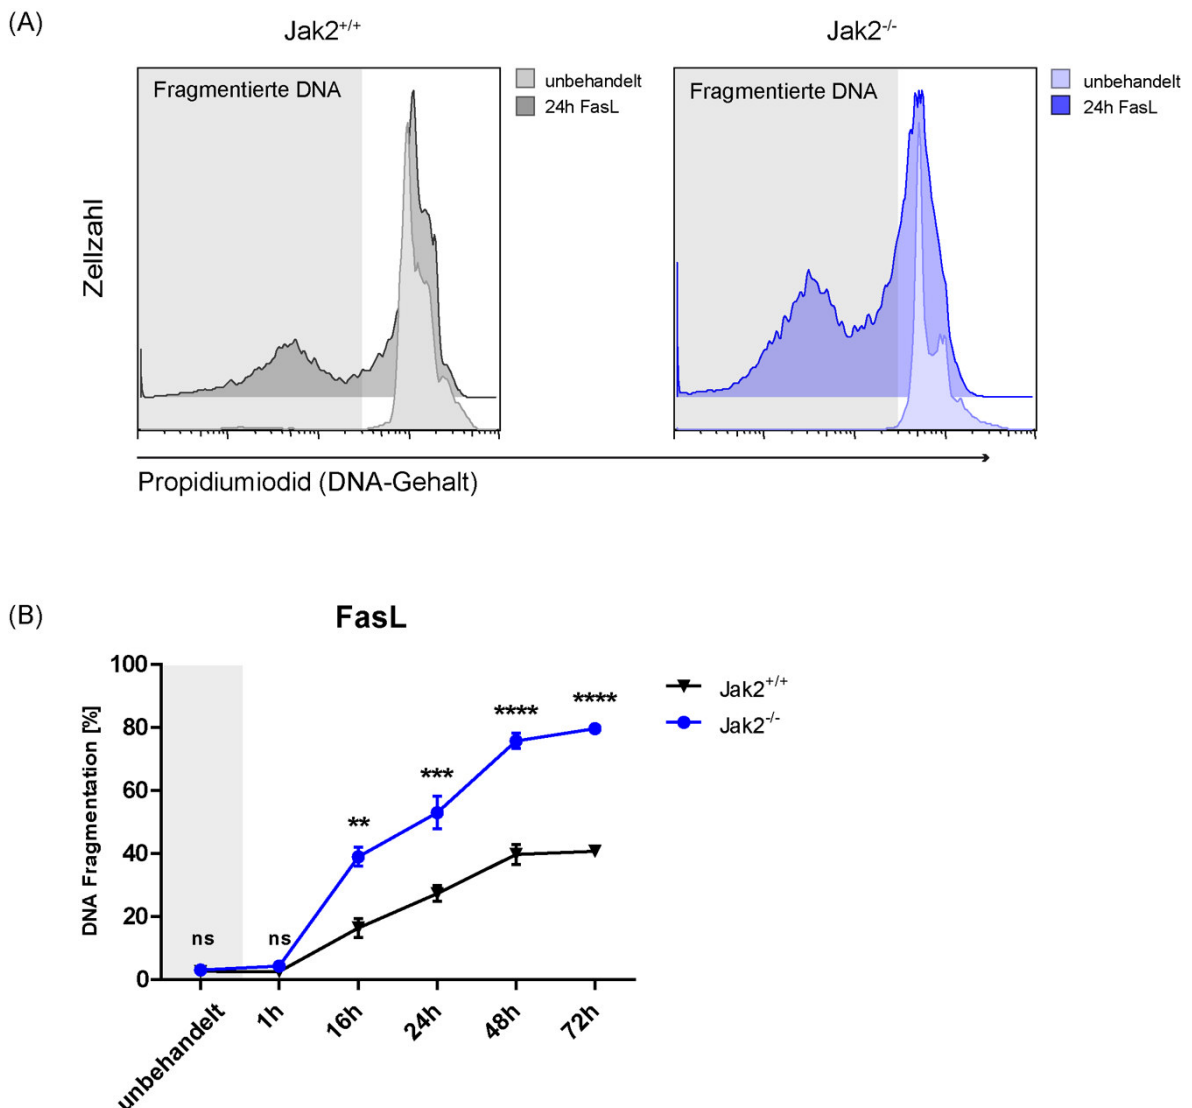 (A)
Jak2+/+
Jak2-/-
Fragmentierte DNA
unbehandelt
24h FasL
Fragmentierte DNA
unbehandelt
24h FasL
Zellzahl
Propidiumiodid (DNA-Gehalt)
(B)
FasL
DNA Fragmentation [%]
100
80
60
40
20
0
ns
ns
**
***
****
****
Jak2+/+
Jak2-/-
unbehandelt
1h
16h
24h
48h
72h